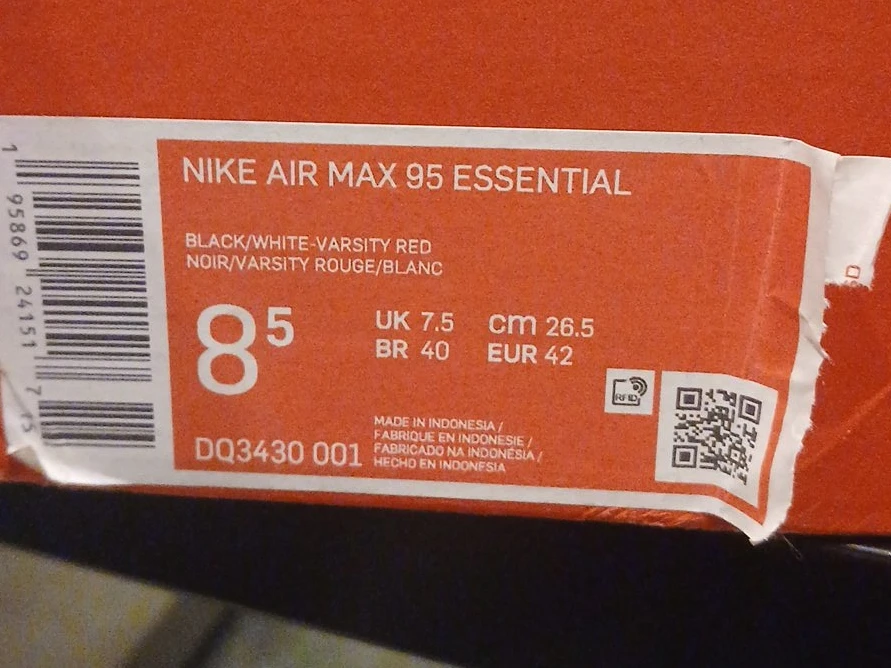 NIKE AIR MAX 95 ESSENTIAL
BLACK/WHITE-VARSITY RED
NOIR/VARSITY ROUGE/BLANC
8 5
UK 7.5 cm 26.5
BR 40 EUR 42
RFID
DQ3430 001
MADE IN INDONESIA /
FABRIQUE EN INDONESIE /
FABRICADO NA INDONÉSIA /
HECHO EN INDONESIA
1 95869 24151 7